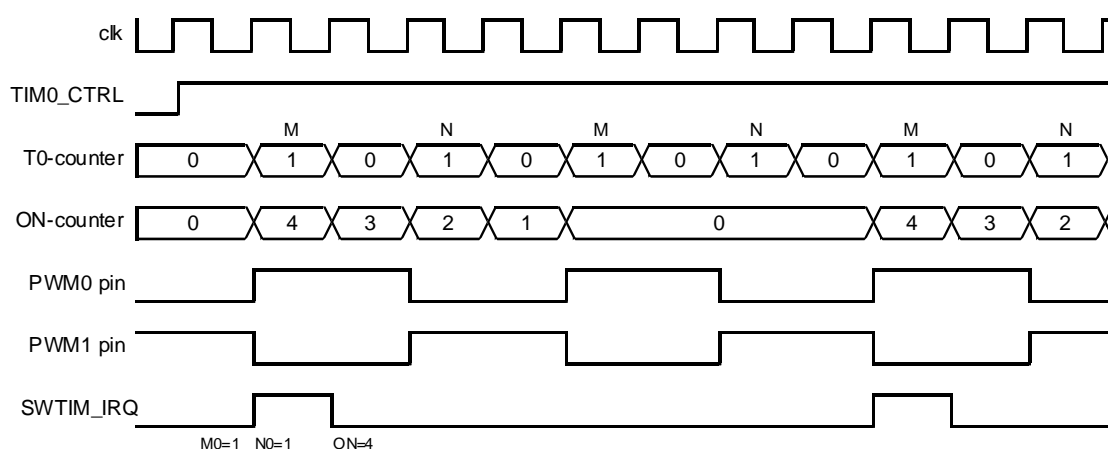 clk
TIM0_CTRL
M N M N M N
T0-counter 0 1 0 1 0 1 0 1 0 1 0 1
ON-counter 0 4 3 2 1 0 4 3 2
PWM0 pin
PWM1 pin
SWTIM_IRQ
M0=1 N0=1 ON=4